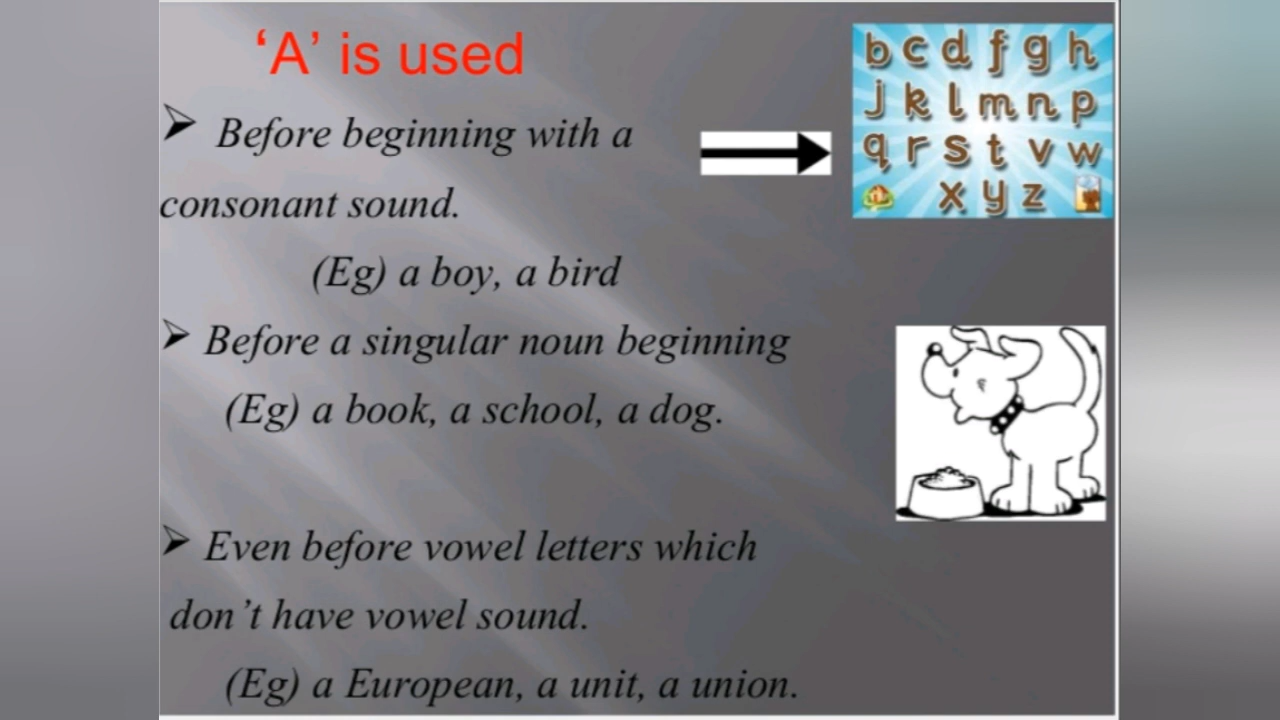 ‘A’ is used
➢ Before beginning with a
consonant sound.
(Eg) a boy, a bird
➢ Before a singular noun beginning
(Eg) a book, a school, a dog.
➢ Even before vowel letters which
don’t have vowel sound.
(Eg) a European, a unit, a union.
b c d f g h
j k l m n p
q r s t v w
x y z